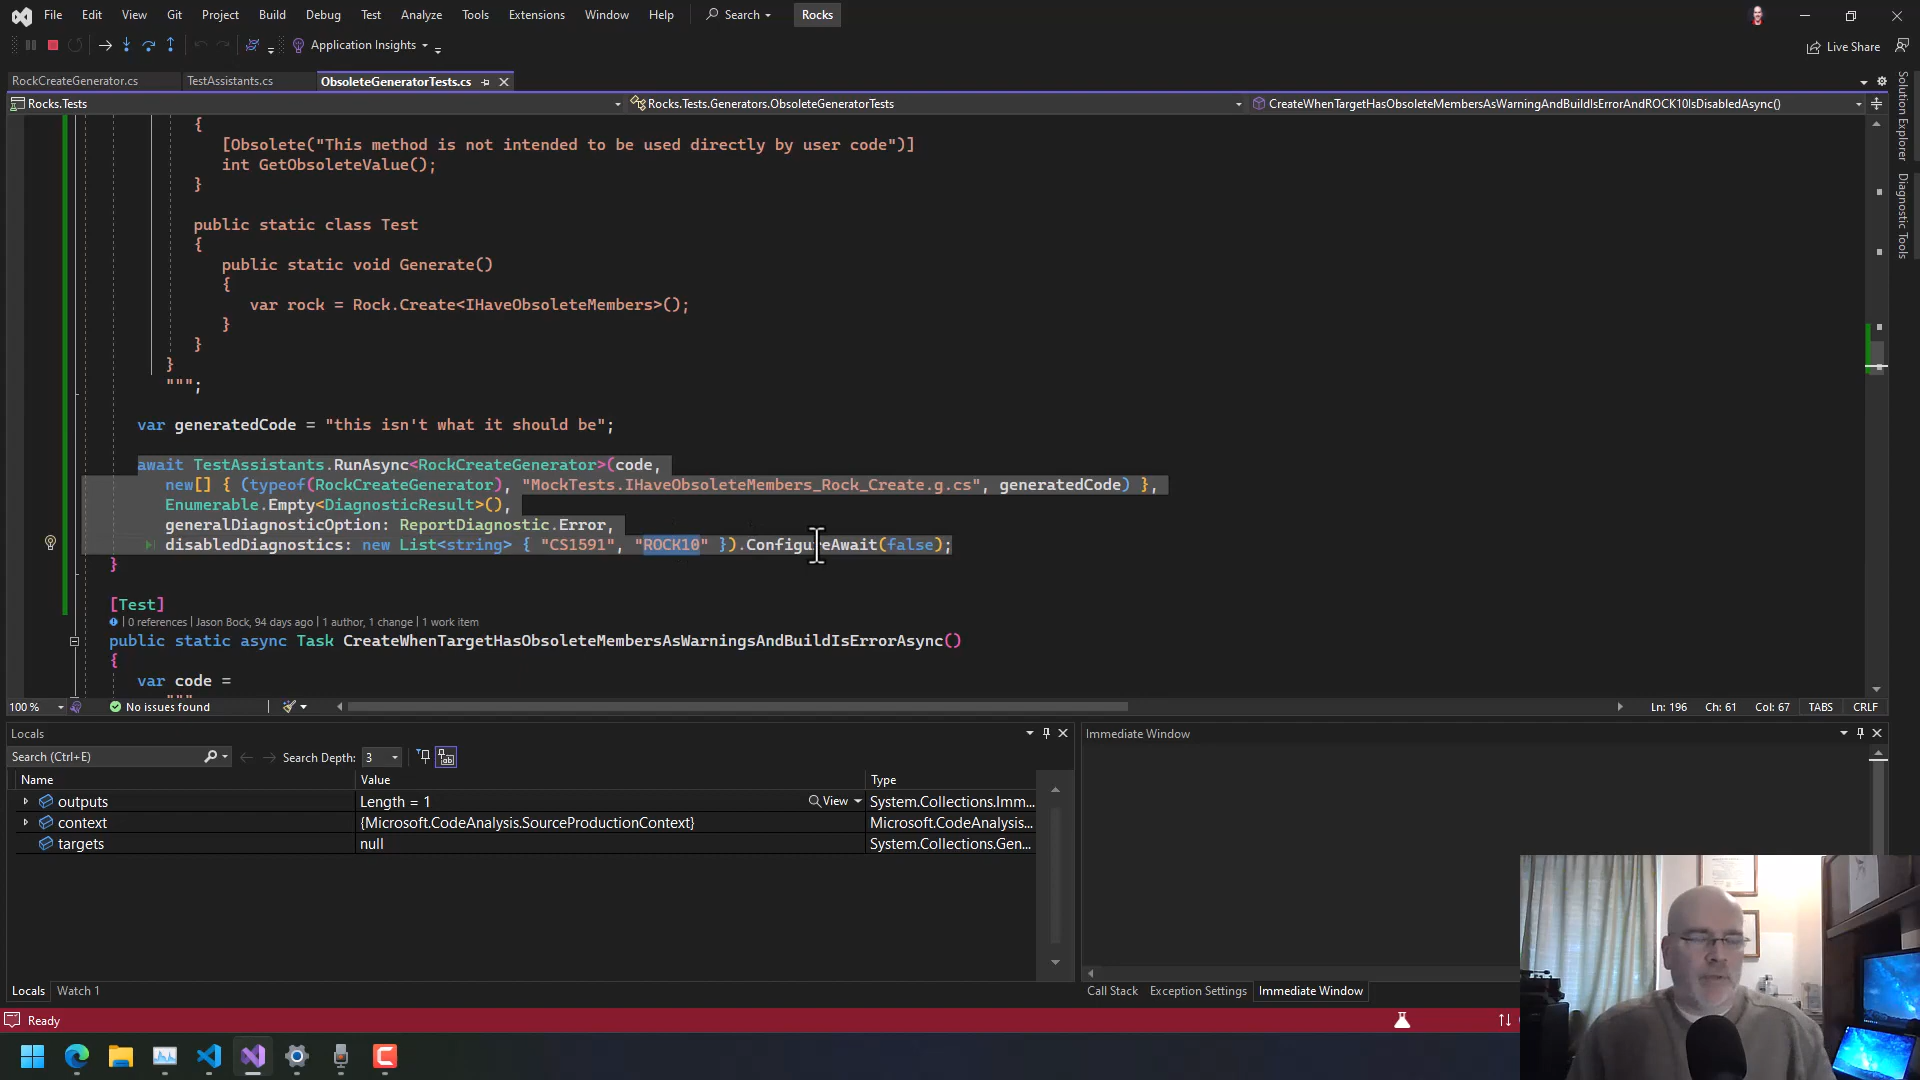 File Edit View Git Project Build Debug Test Analyze Tools Extensions Window Help Search Rocks
Application Insights Live Share
RockCreateGenerator.cs TestAssistants.cs ObsoleteGeneratorTests.cs
Rocks.Tests Rocks.Tests.Generators.ObsoleteGeneratorTests CreateWhenTargetHasObsoleteMembersAsWarningAndBuildIsErrorAndROCK10IsDisabledAsync()
Solution Explorer
Diagnostic Tools
{
[Obsolete("This method is not intended to be used directly by user code")]
int GetObsoleteValue();
}
public static class Test
{
public static void Generate()
{
var rock = Rock.Create<IHaveObsoleteMembers>();
}
}
}
""";
var generatedCode = "this isn't what it should be";
await TestAssistants.RunAsync<RockCreateGenerator>(code,
new[] { (typeof(RockCreateGenerator), "MockTests.IHaveObsoleteMembers_Rock_Create.g.cs", generatedCode) },
Enumerable.Empty<DiagnosticResult>(),
generalDiagnosticOption: ReportDiagnostic.Error,
disabledDiagnostics: new List<string> { "CS1591", "ROCK10" }).ConfigureAwait(false);
}
[Test]
0 references | Jason Bock, 94 days ago | 1 author, 1 change | 1 work item
public static async Task CreateWhenTargetHasObsoleteMembersAsWarningsAndBuildIsErrorAsync()
{
var code =
"""
100 % No issues found Ln: 196 Ch: 61 Col: 67 TABS CRLF
Locals
Search (Ctrl+E) Search Depth: 3
Name Value Type
outputs Length = 1 View System.Collections.Imm...
context {Microsoft.CodeAnalysis.SourceProductionContext} Microsoft.CodeAnalysis...
targets null System.Collections.Gen...
Immediate Window
Locals Watch 1
Call Stack Exception Settings Immediate Window
Ready